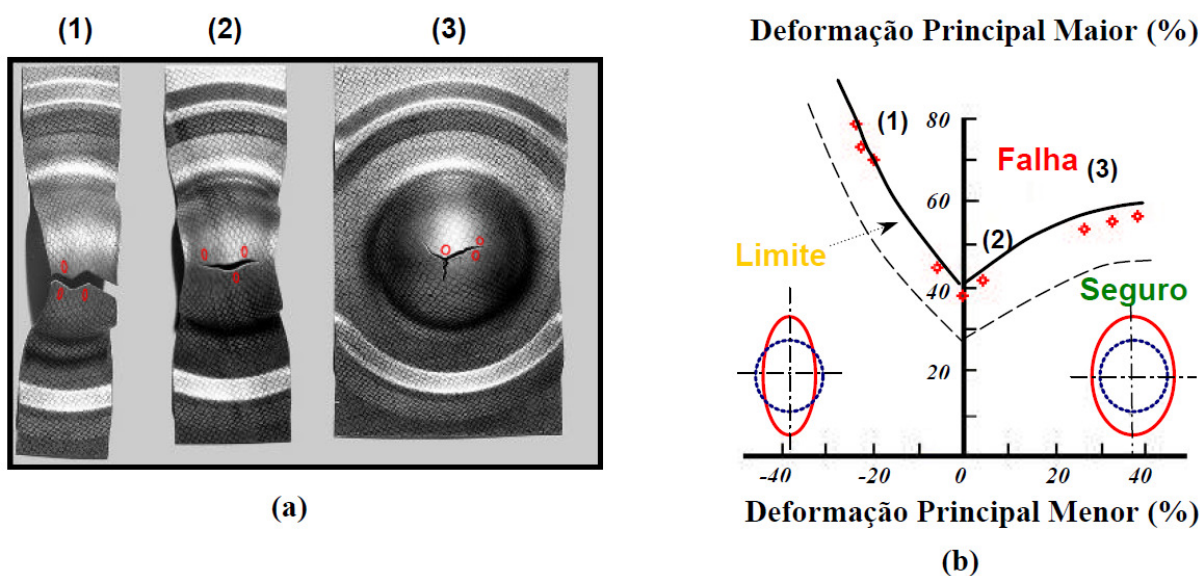 (1)
(2)
(3)
(a)
Deformação Principal Maior (%)
80
(1)
Falha
(3)
60
Limite
(2)
40
Seguro
20
-40
-20
0
20
40
Deformação Principal Menor (%)
(b)